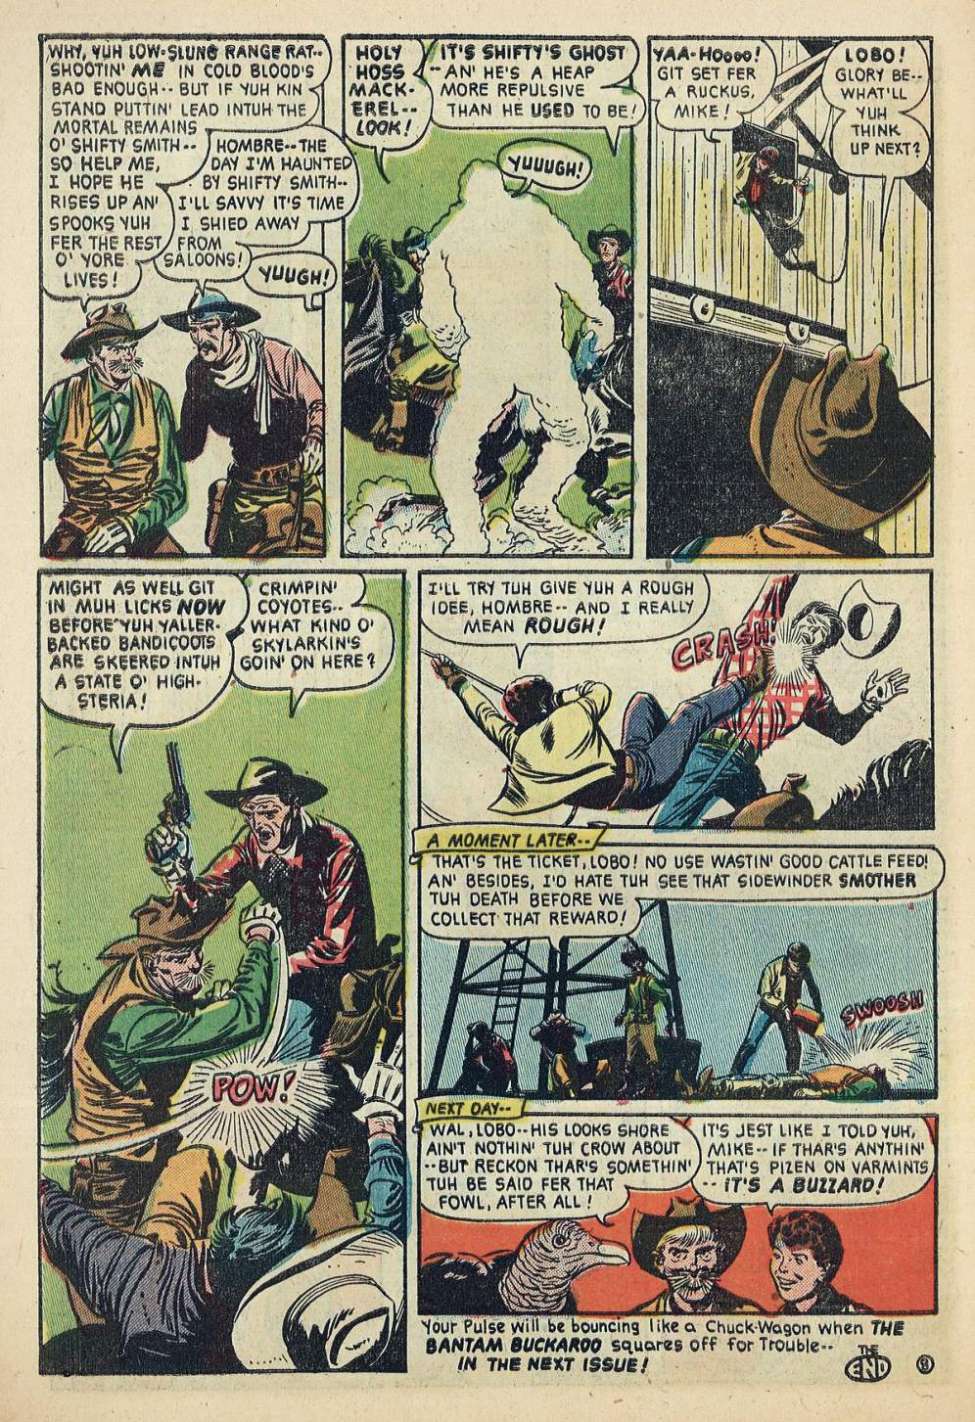 WHY, YUH LOW-SLUNG RANGE RAT--
SHOOTIN' ME IN COLD BLOOD'S
BAD ENOUGH-- BUT IF YUH KIN
STAND PUTTIN' LEAD INTUH THE
MORTAL REMAINS
O' SHIFTY SMITH--
SO HELP ME,
I HOPE HE
RISES UP AN'
SPOOKS YUH
FER THE REST
O' YORE
LIVES!
HOMBRE-- THE
DAY I'M HAUNTED
BY SHIFTY SMITH--
I'LL SAVVY IT'S TIME
I SHIED AWAY
FROM
SALOONS!
YUUGH!
HOLY
HOSS
MACK-
EREL--
LOOK!
IT'S SHIFTY'S GHOST
-- AN' HE'S A HEAP
MORE REPULSIVE
THAN HE USED TO BE!
YUUUGH!
YAA-HOOOO!
GIT SET FER
A RUCKUS,
MIKE!
LOBO!
GLORY BE--
WHAT'LL
YUH
THINK
UP NEXT?
MIGHT AS WELL GIT
IN MUH LICKS NOW
BEFORE YUH YALLER-
BACKED BANDICOOTS
ARE SKEERED INTUH
A STATE O' HIGH-
STERIA!
CRIMPIN'
COYOTES--
WHAT KIND O'
SKYLARKIN'S
GOIN' ON HERE?
POW!
I'LL TRY TUH GIVE YUH A ROUGH
IDEE, HOMBRE-- AND I REALLY
MEAN ROUGH!
CRASH!
A MOMENT LATER--
THAT'S THE TICKET, LOBO! NO USE WASTIN' GOOD CATTLE FEED!
AN' BESIDES, I'D HATE TUH SEE THAT SIDEWINDER SMOTHER
TUH DEATH BEFORE WE
COLLECT THAT REWARD!
SWOOSH
NEXT DAY--
WAL, LOBO-- HIS LOOKS SHORE
AIN'T NOTHIN' TUH CROW ABOUT
-- BUT RECKON THAR'S SOMETHIN'
TUH BE SAID FER THAT
FOWL, AFTER ALL!
IT'S JEST LIKE I TOLD YUH,
MIKE-- IF THAR'S ANYTHIN'
THAT'S PIZEN ON VARMINTS
-- IT'S A BUZZARD!
Your Pulse will be bouncing like a Chuck-Wagon when THE
BANTAM BUCKAROO squares off for Trouble--
IN THE NEXT ISSUE!
THE
END
8